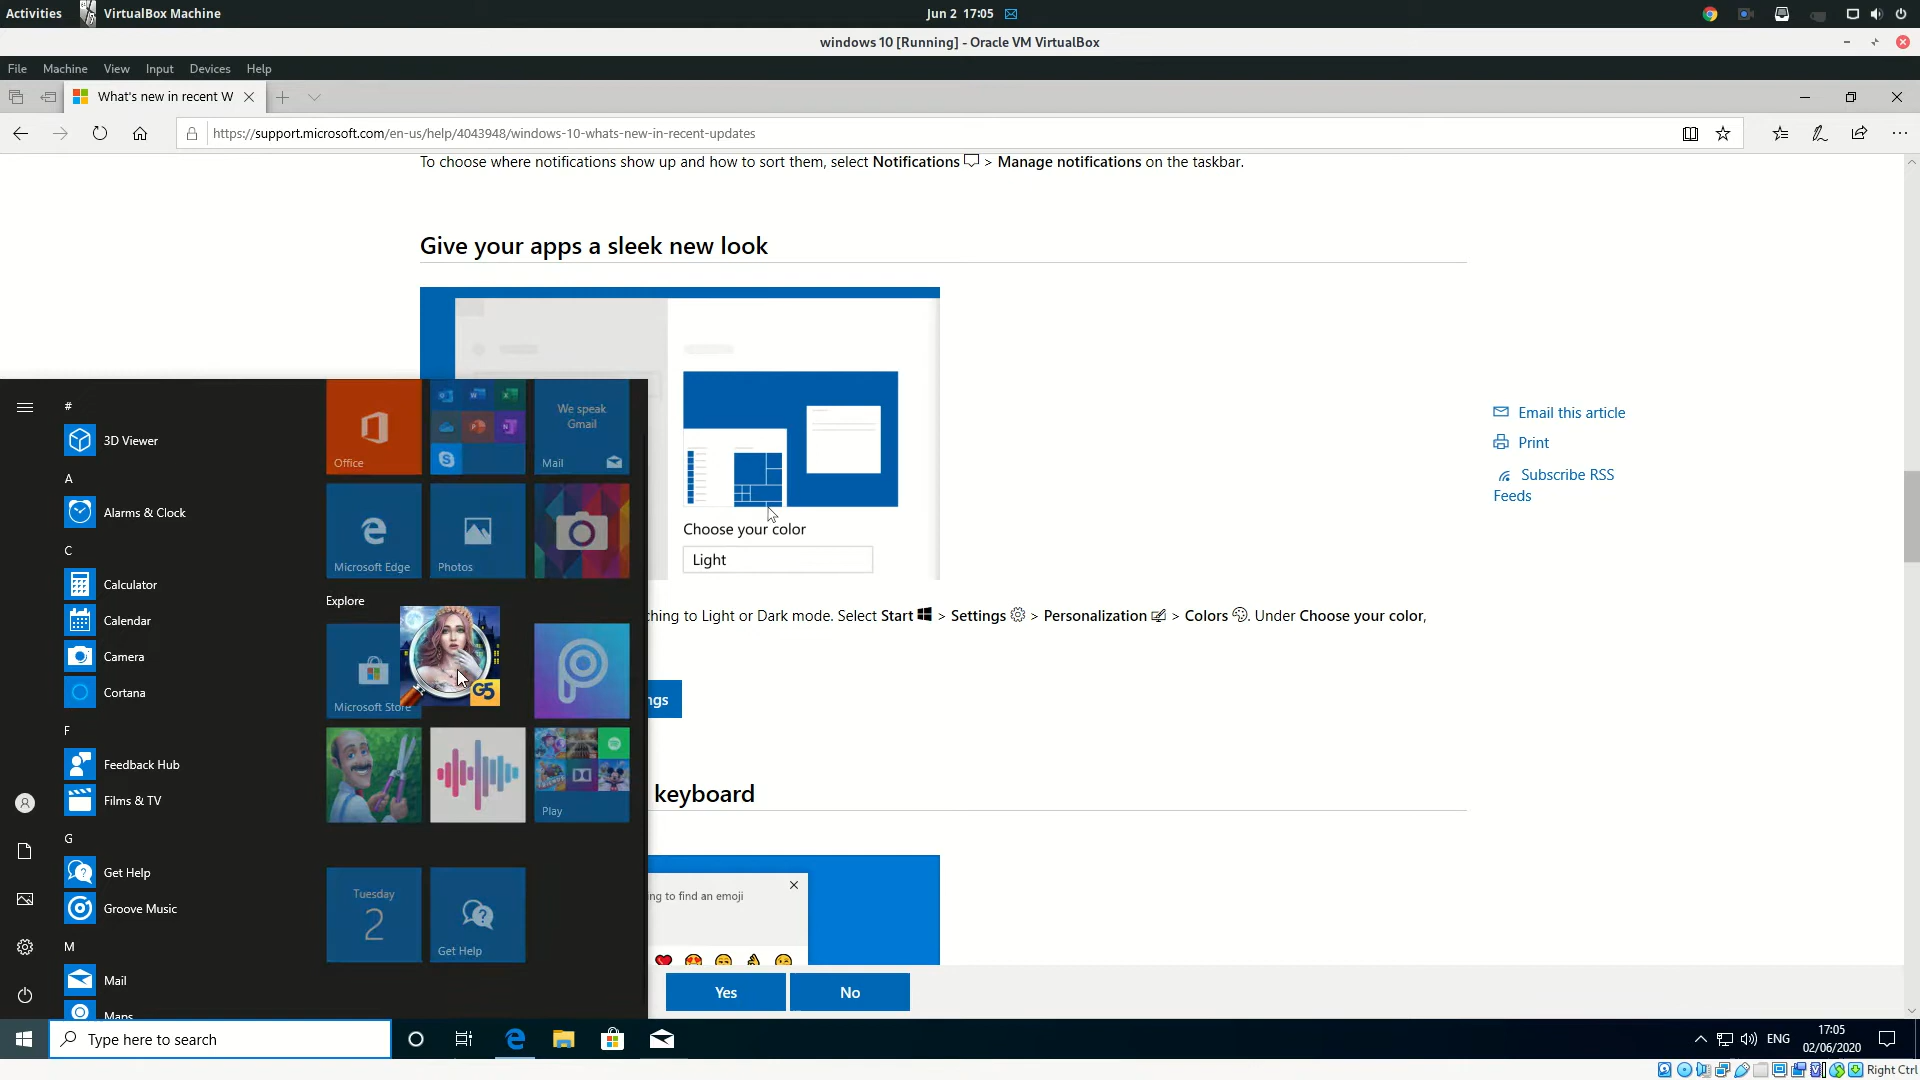 Activities
VirtualBox Machine
Jun 2 17:05
windows 10 [Running] - Oracle VM VirtualBox
File Machine View Input Devices Help
What's new in recent W
https://support.microsoft.com/en-us/help/4043948/windows-10-whats-new-in-recent-updates
To choose where notifications show up and how to sort them, select Notifications > Manage notifications on the taskbar.
Give your apps a sleek new look
Choose your color
Light
Email this article
Print
Subscribe RSS
Feeds
ching to Light or Dark mode. Select Start > Settings > Personalization > Colors . Under Choose your color,
ngs
keyboard
ing to find an emoji
Yes
No
#
3D Viewer
A
Alarms & Clock
C
Calculator
Calendar
Camera
Cortana
F
Feedback Hub
Films & TV
G
Get Help
Groove Music
M
Mail
Maps
Office
We speak
Gmail
Mail
Microsoft Edge
Photos
Explore
Microsoft Store
G5
Play
Tuesday
2
Get Help
Type here to search
ENG
17:05
02/06/2020
Right Ctrl